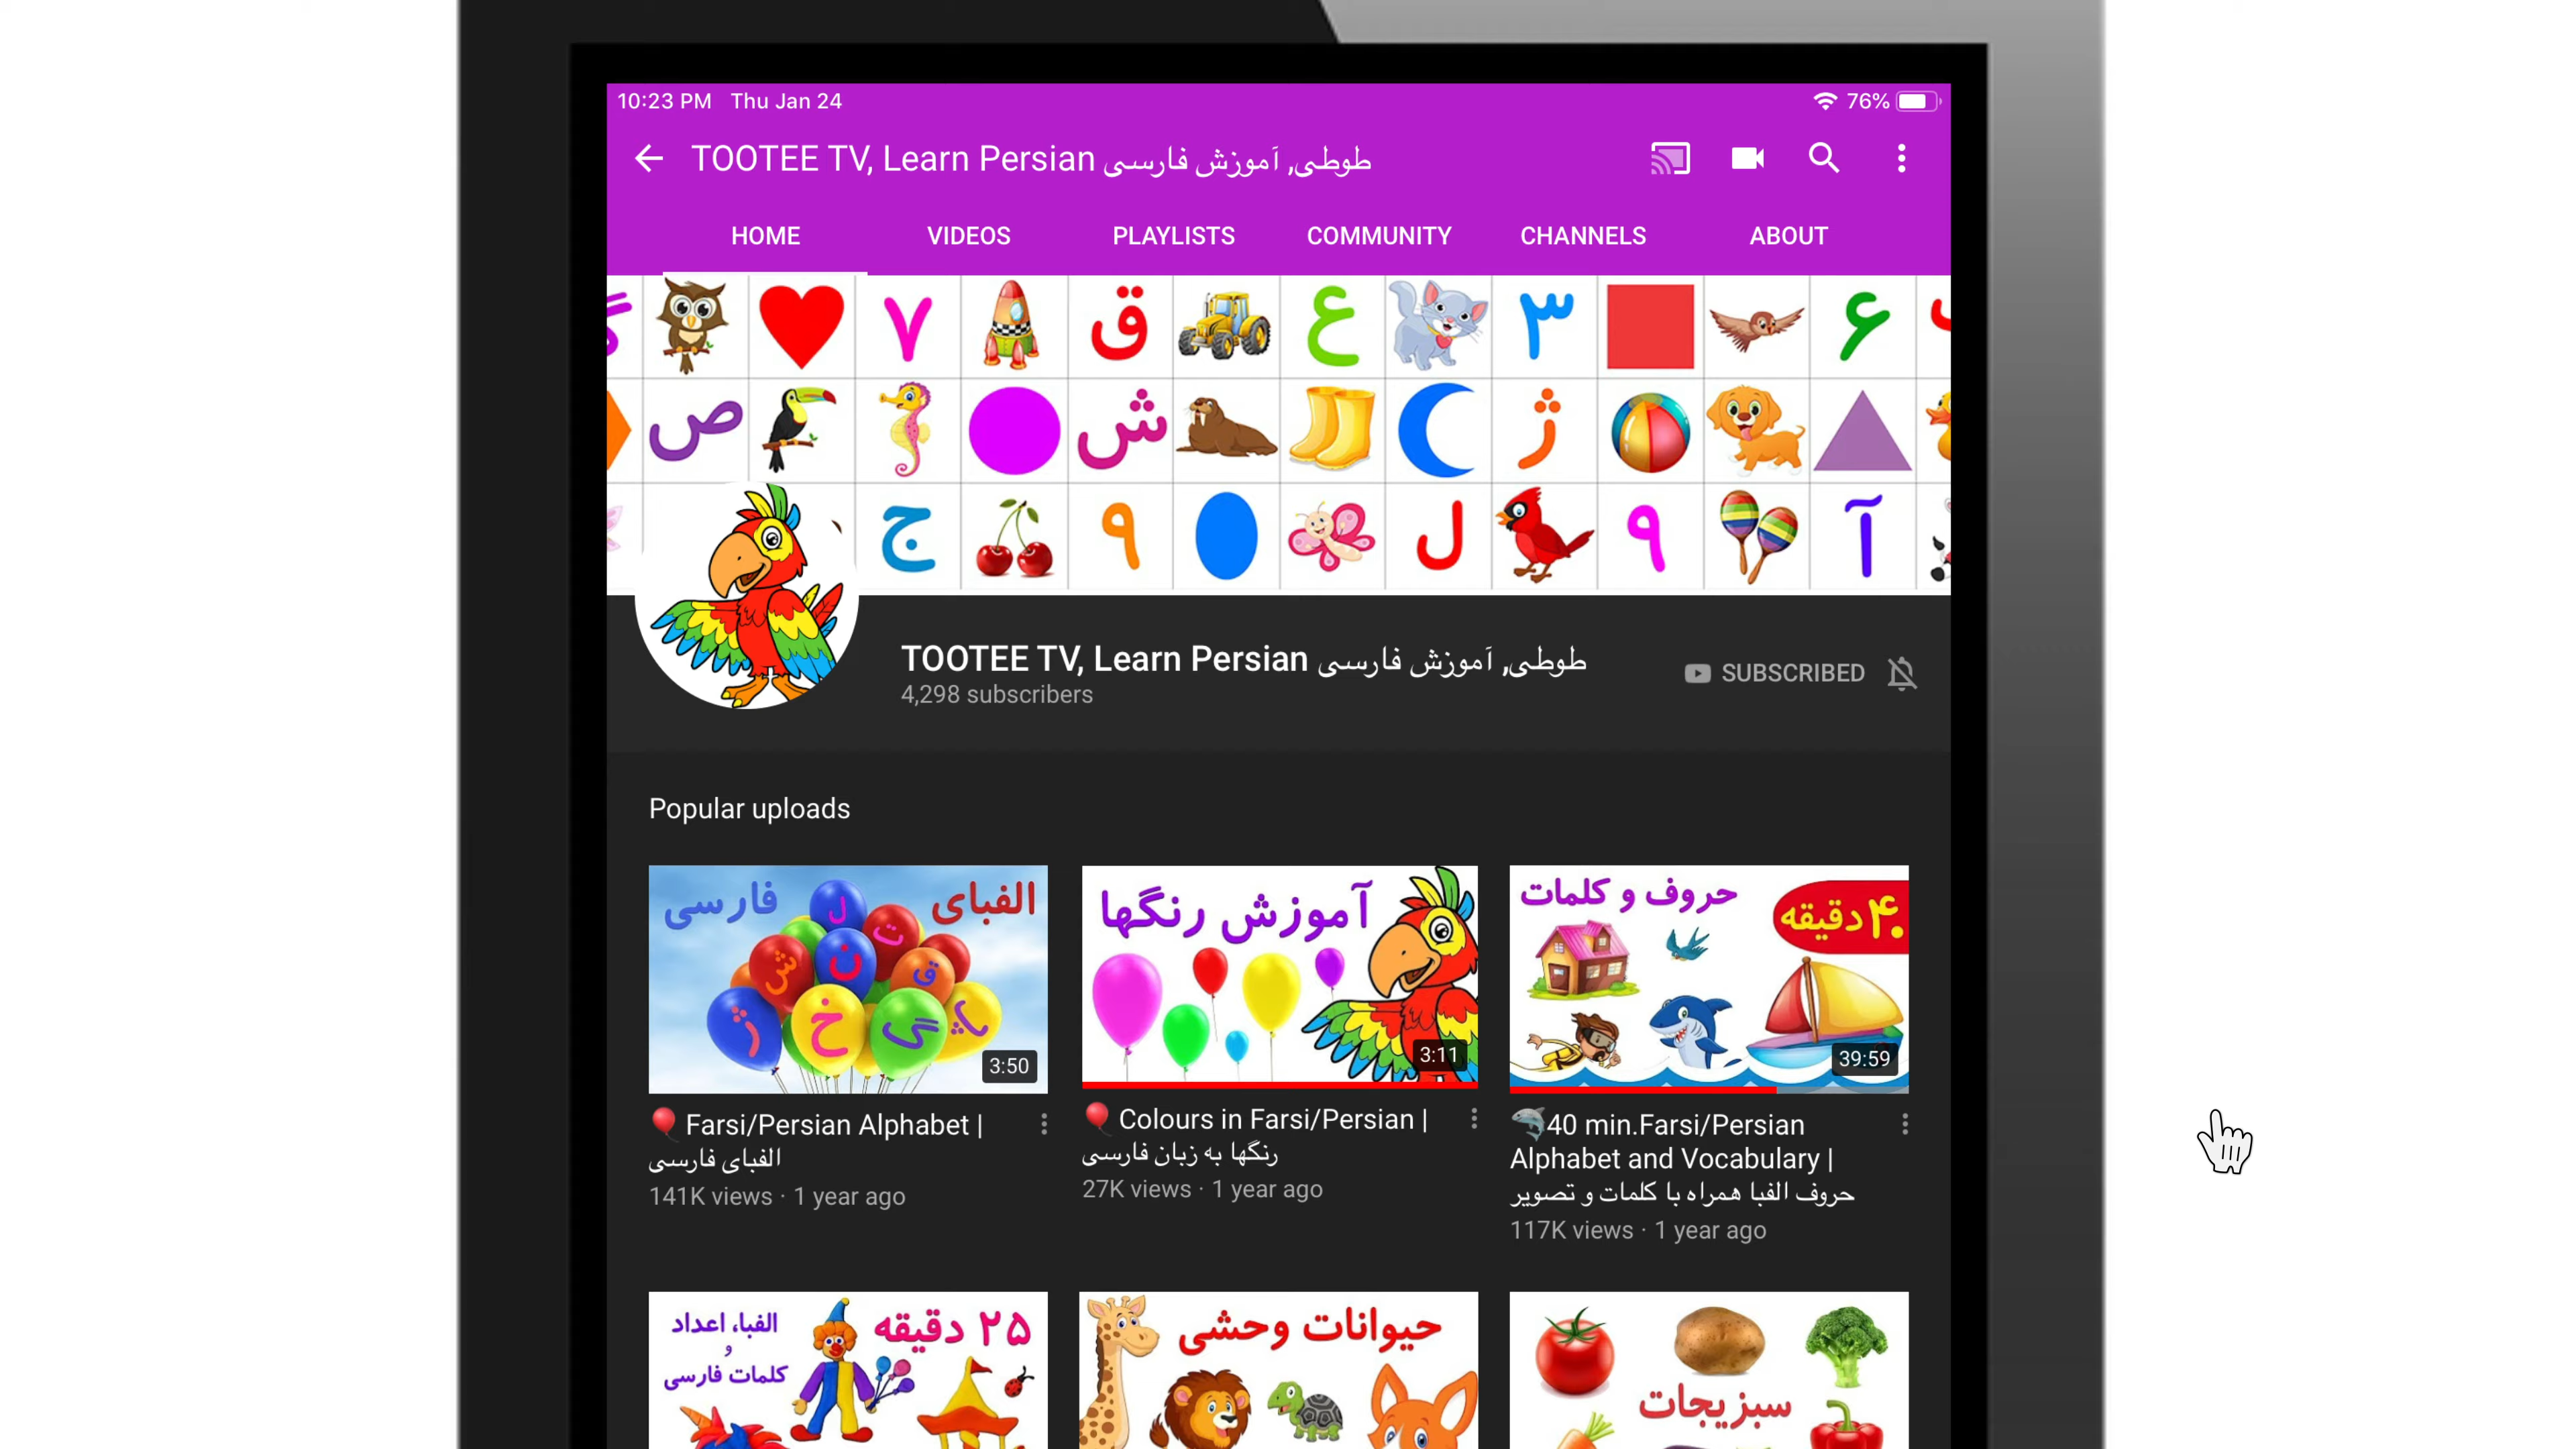 10:23 PM Thu Jan 24
76%
TOOTEE TV, Learn Persian طوطی, آموزش فارسی
HOME VIDEOS PLAYLISTS COMMUNITY CHANNELS ABOUT
۷ ق ع ۳ ۶
ص ش ژ
ج ۹ ل ۹ آ
TOOTEE TV, Learn Persian طوطی, آموزش فارسی
4,298 subscribers
SUBSCRIBED
Popular uploads
الفبای فارسی
ل
ت
ش ن ق
ژ خ گ پ
3:50
Farsi/Persian Alphabet |
الفبای فارسی
141K views · 1 year ago
آموزش رنگها
3:11
Colours in Farsi/Persian |
رنگها به زبان فارسی
27K views · 1 year ago
حروف و کلمات
۴۰ دقیقه
39:59
40 min.Farsi/Persian
Alphabet and Vocabulary |
حروف الفبا همراه با کلمات و تصویر
117K views · 1 year ago
الفبا، اعداد
و
کلمات فارسی
۲۵ دقیقه
حیوانات وحشی
سبزیجات